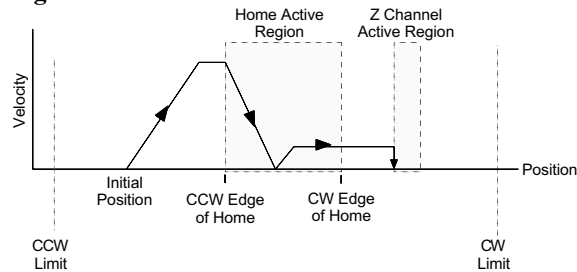 Home Active
Region
Z Channel
Active Region
Velocity
Position
Initial
Position
CCW Edge
of Home
CW Edge
of Home
CCW
Limit
CW
Limit